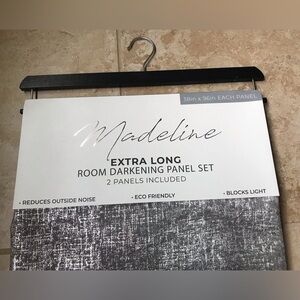 38in x 96in EACH PANEL
Madeline
EXTRA LONG
ROOM DARKENING PANEL SET
2 PANELS INCLUDED
- REDUCES OUTSIDE NOISE - ECO FRIENDLY - BLOCKS LIGHT